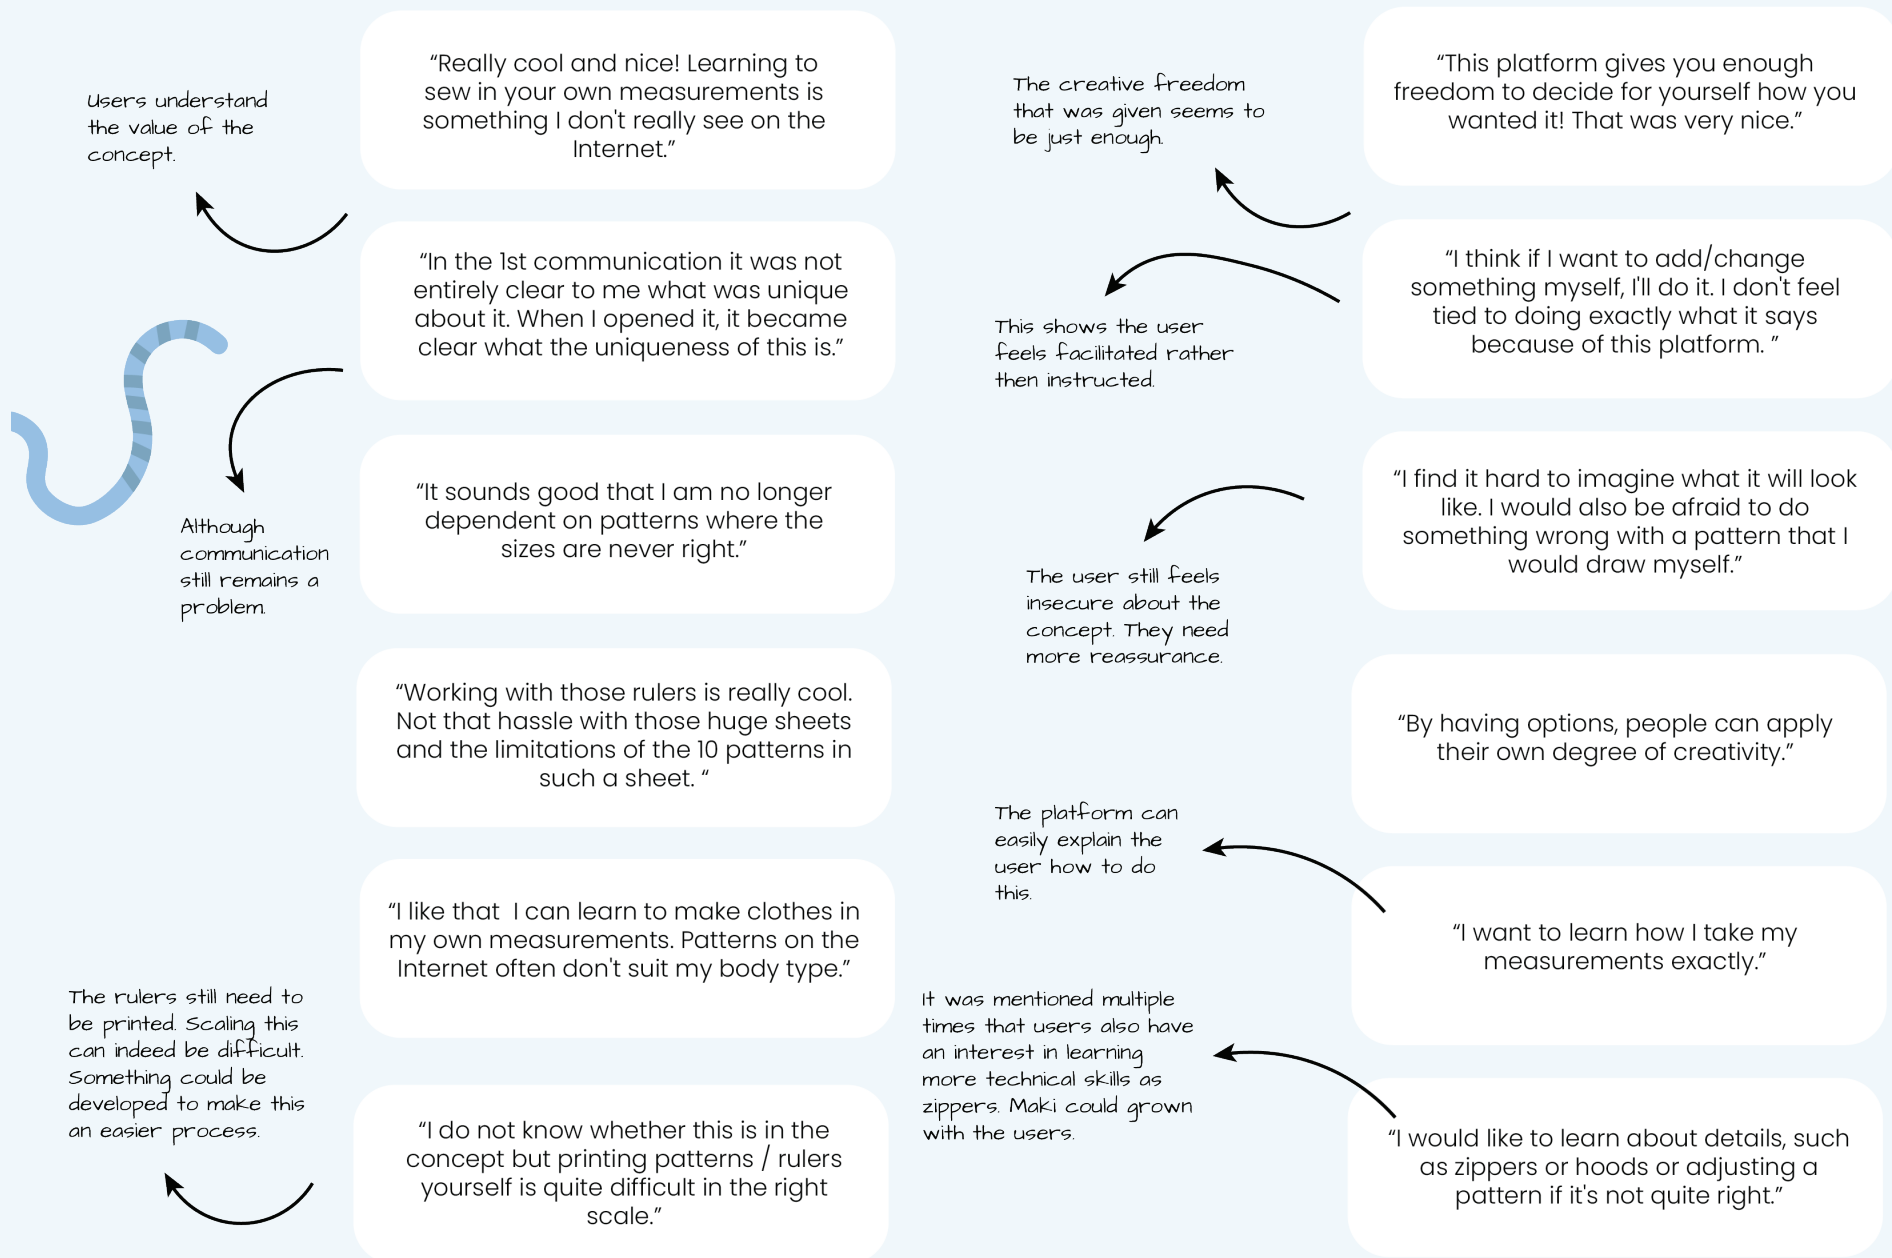 Users understand
the value of the
concept.
“Really cool and nice! Learning to
sew in your own measurements is
something I don't really see on the
Internet.”
“In the 1st communication it was not
entirely clear to me what was unique
about it. When I opened it, it became
clear what the uniqueness of this is.”
Although
communication
still remains a
problem.
“It sounds good that I am no longer
dependent on patterns where the
sizes are never right.”
“Working with those rulers is really cool.
Not that hassle with those huge sheets
and the limitations of the 10 patterns in
such a sheet. “
“I like that  I can learn to make clothes in
my own measurements. Patterns on the
Internet often don't suit my body type.”
The rulers still need to
be printed. Scaling this
can indeed be difficult.
Something could be
developed to make this
an easier process.
“I do not know whether this is in the
concept but printing patterns / rulers
yourself is quite difficult in the right
scale.”
The creative freedom
that was given seems to
be just enough.
“This platform gives you enough
freedom to decide for yourself how you
wanted it! That was very nice.”
“I think if I want to add/change
something myself, I'll do it. I don't feel
tied to doing exactly what it says
because of this platform. ”
This shows the user
feels facilitated rather
then instructed.
“I find it hard to imagine what it will look
like. I would also be afraid to do
something wrong with a pattern that I
would draw myself.”
The user still feels
insecure about the
concept. They need
more reassurance.
“By having options, people can apply
their own degree of creativity.”
The platform can
easily explain the
user how to do
this.
“I want to learn how I take my
measurements exactly.”
It was mentioned multiple
times that users also have
an interest in learning
more technical skills as
zippers. Maki could grown
with the users.
“I would like to learn about details, such
as zippers or hoods or adjusting a
pattern if it's not quite right.”